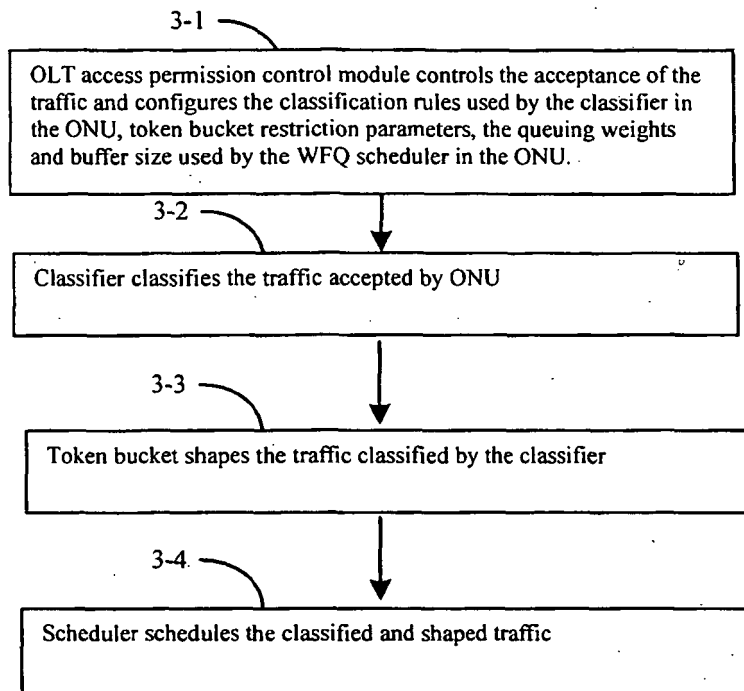 3-1
OLT access permission control module controls the acceptance of the
traffic and configures the classification rules used by the classifier in
the ONU, token bucket restriction parameters, the queuing weights
and buffer size used by the WFQ scheduler in the ONU.
3-2
Classifier classifies the traffic accepted by ONU
3-3
Token bucket shapes the traffic classified by the classifier
3-4
Scheduler schedules the classified and shaped traffic